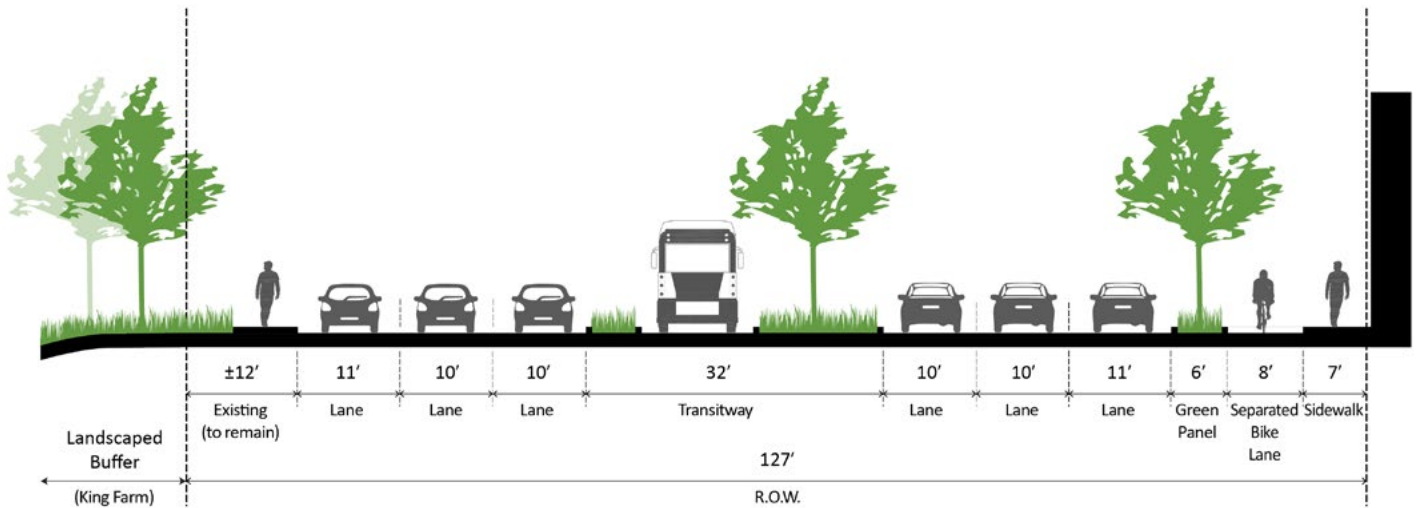 ±12’ 11’ 10’ 10’ 32’ 10’ 10’ 11’ 6’ 8’ 7’
Existing Lane Lane Lane Transitway Lane Lane Lane Green Separated Sidewalk
(to remain) Panel Bike
Landscaped Lane
Buffer 127’
(King Farm) R.O.W.